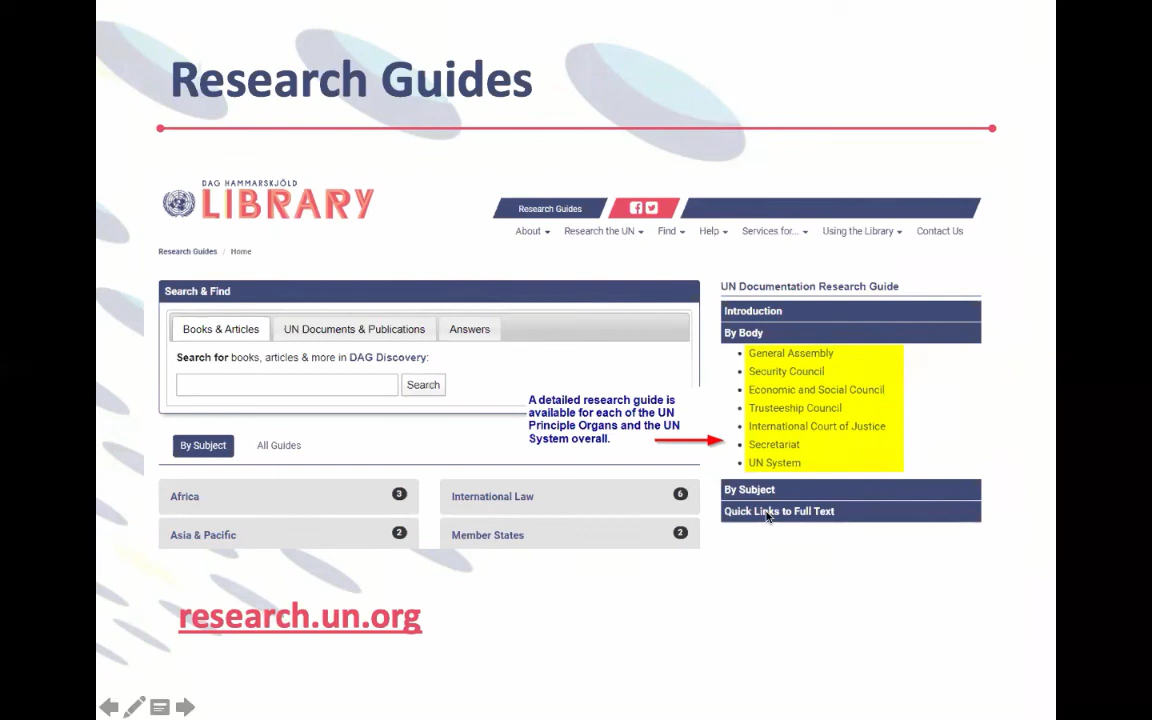 Research Guides
DAG HAMMARSKJÖLD
LIBRARY
Research Guides
About Research the UN Find Help Services for... Using the Library Contact Us
Research Guides / Home
Search & Find
Books & Articles UN Documents & Publications Answers
Search for books, articles & more in DAG Discovery:
Search
By Subject All Guides
Africa 3
International Law 6
Asia & Pacific 2
Member States 2
A detailed research guide is
available for each of the UN
Principle Organs and the UN
System overall.
UN Documentation Research Guide
Introduction
By Body
General Assembly
Security Council
Economic and Social Council
Trusteeship Council
International Court of Justice
Secretariat
UN System
By Subject
Quick Links to Full Text
research.un.org